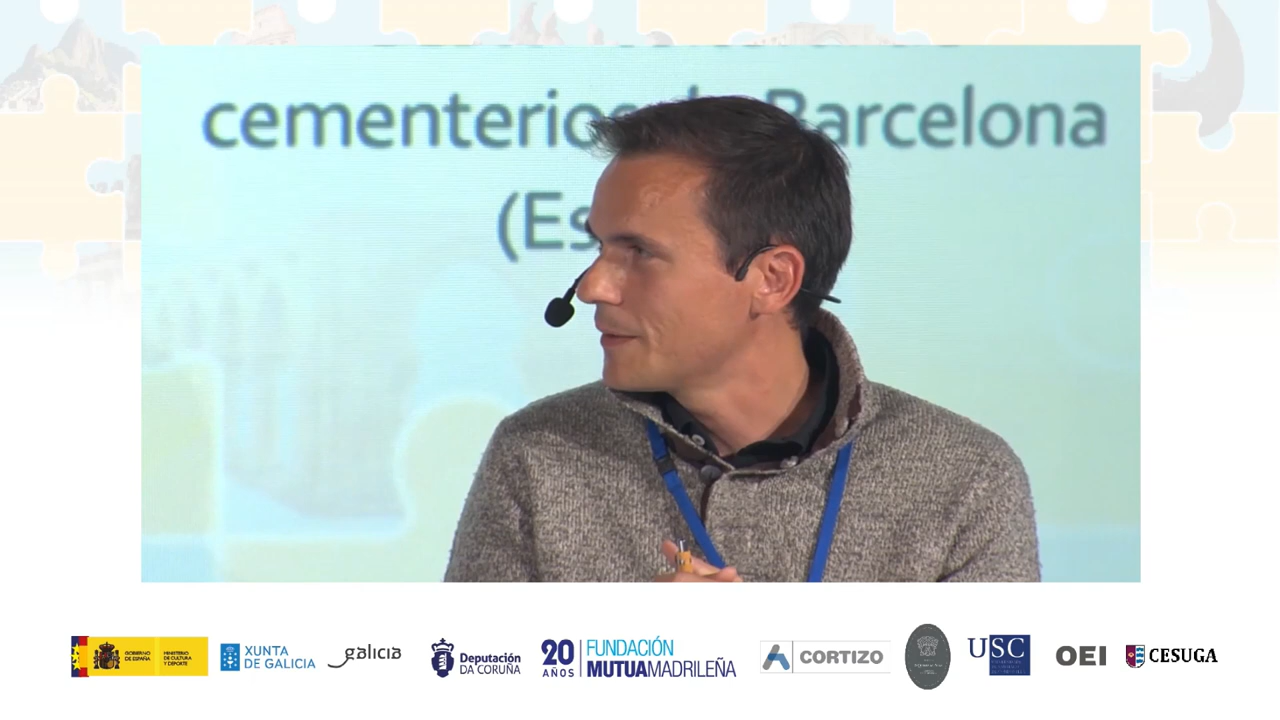 cementerios de Barcelona
(Es
GOBIERNO
DE ESPAÑA
MINISTERIO
DE CULTURA
Y DEPORTE
XUNTA
DE GALICIA
galicia
Deputación
DA CORUÑA
20
AÑOS
FUNDACIÓN
MUTUAMADRILEÑA
CORTIZO
USC
OEI
CESUGA